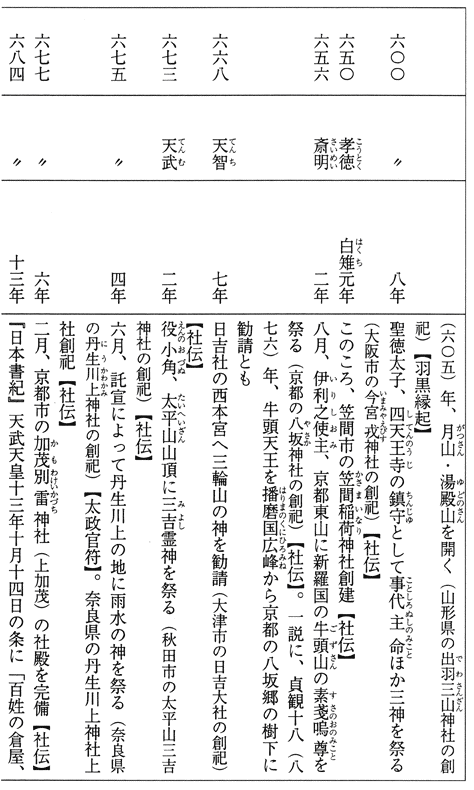 (六〇五)年、月山・湯殿山を開く(山形県の出羽三山神社の創
祀)【羽黒縁起】
六〇〇 〃 八年 聖徳太子、四天王寺の鎮守として事代主命ほか三神を祭る
(大阪市の今宮戎神社の創祀)【社伝】
六五〇 孝徳 白雉元年 このころ、笠間市の笠間稲荷神社創建【社伝】
六五六 斎明 二年 八月、伊利之使主、京都東山に新羅国の牛頭山の素戔嗚尊を
祭る(京都の八坂神社の創祀)【社伝】。一説に、貞観十八(八
七六)年、牛頭天王を播磨国広峰から京都の八坂郷の樹下に
勧請とも
六六八 天智 七年 日吉社の西本宮へ三輪山の神を勧請(大津市の日吉大社の創祀)
【社伝】
六七三 天武 二年 役小角、太平山山頂に三吉霊神を祭る(秋田市の太平山三吉
神社の創祀)【社伝】
六七五 〃 四年 六月、託宣によって丹生川上の地に雨水の神を祭る(奈良県
の丹生川上神社の創祀)【太政官符】。奈良県の丹生川上神社上
社創祀【社伝】
六七七 〃 六年 二月、京都市の加茂別雷神社(上加茂)の社殿を完備【社伝】
六八四 〃 十三年 『日本書紀』天武天皇十三年十月十四日の条に「百姓の倉屋、